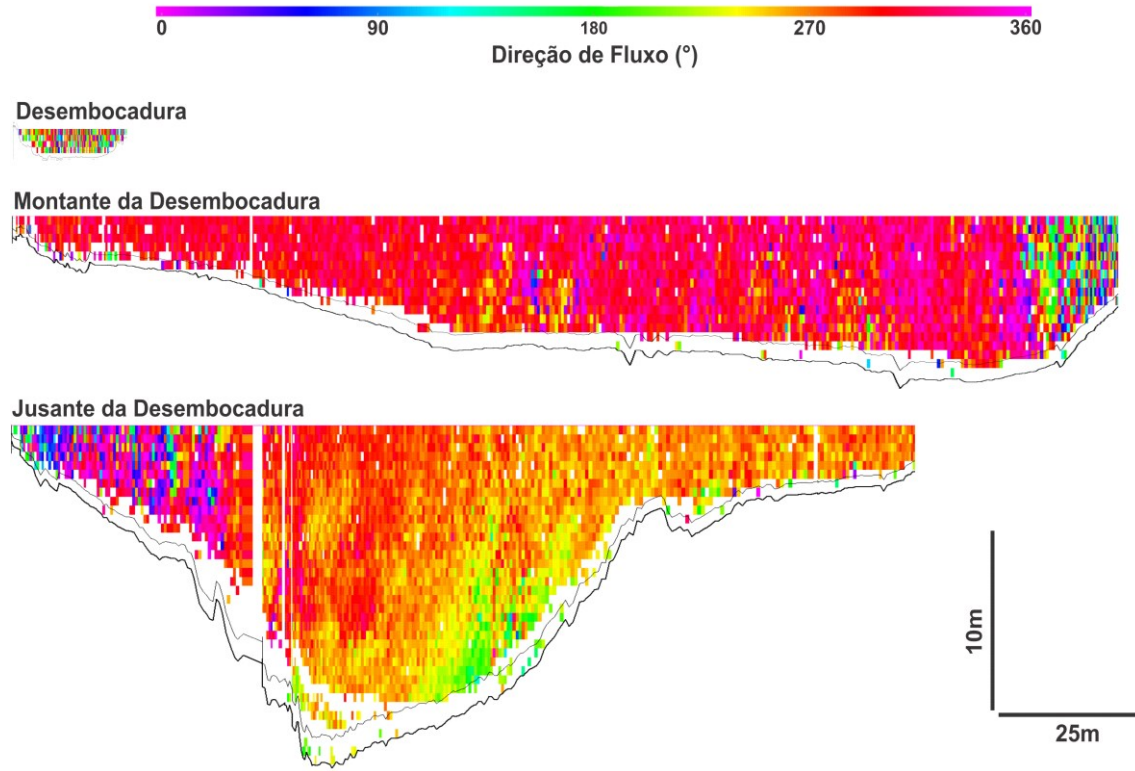 0 90 180 270 360
Direção de Fluxo (°)
Desembocadura
Montante da Desembocadura
Jusante da Desembocadura
10m
25m